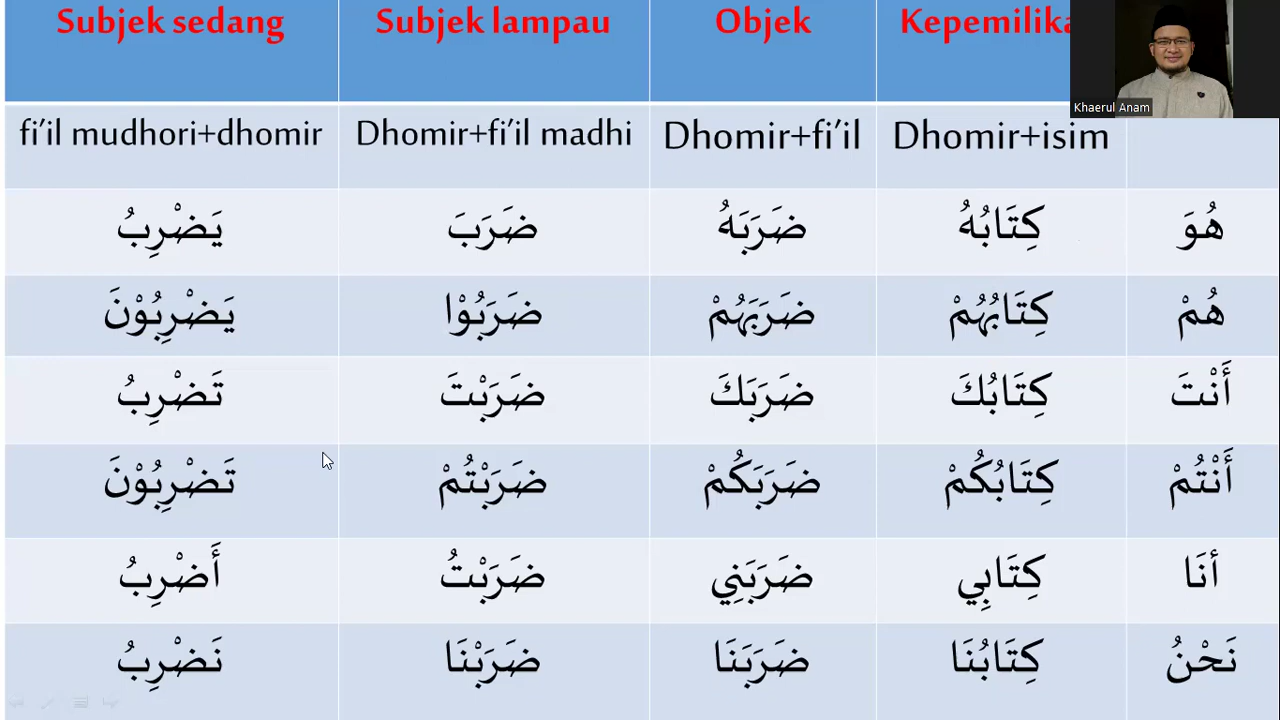 Subjek sedang Subjek lampau Objek Kepemilika
Khaerul Anam
fi’il mudhori+dhomir Dhomir+fi’il madhi Dhomir+fi’il Dhomir+isim
هُوَ كِتَابُهُ ضَرَبَهُ ضَرَبَ يَضْرِبُ
هُمْ كِتَابُهُمْ ضَرَبَهُمْ ضَرَبُوْا يَضْرِبُوْنَ
أَنْتَ كِتَابُكَ ضَرَبَكَ ضَرَبْتَ تَضْرِبُ
أَنْتُمْ كِتَابُكُمْ ضَرَبَكُمْ ضَرَبْتُمْ تَضْرِبُوْنَ
أنَا كِتَابِي ضَرَبَنِي ضَرَبْتُ أَضْرِبُ
نَحْنُ كِتَابُنَا ضَرَبَنَا ضَرَبْنَا نَضْرِبُ